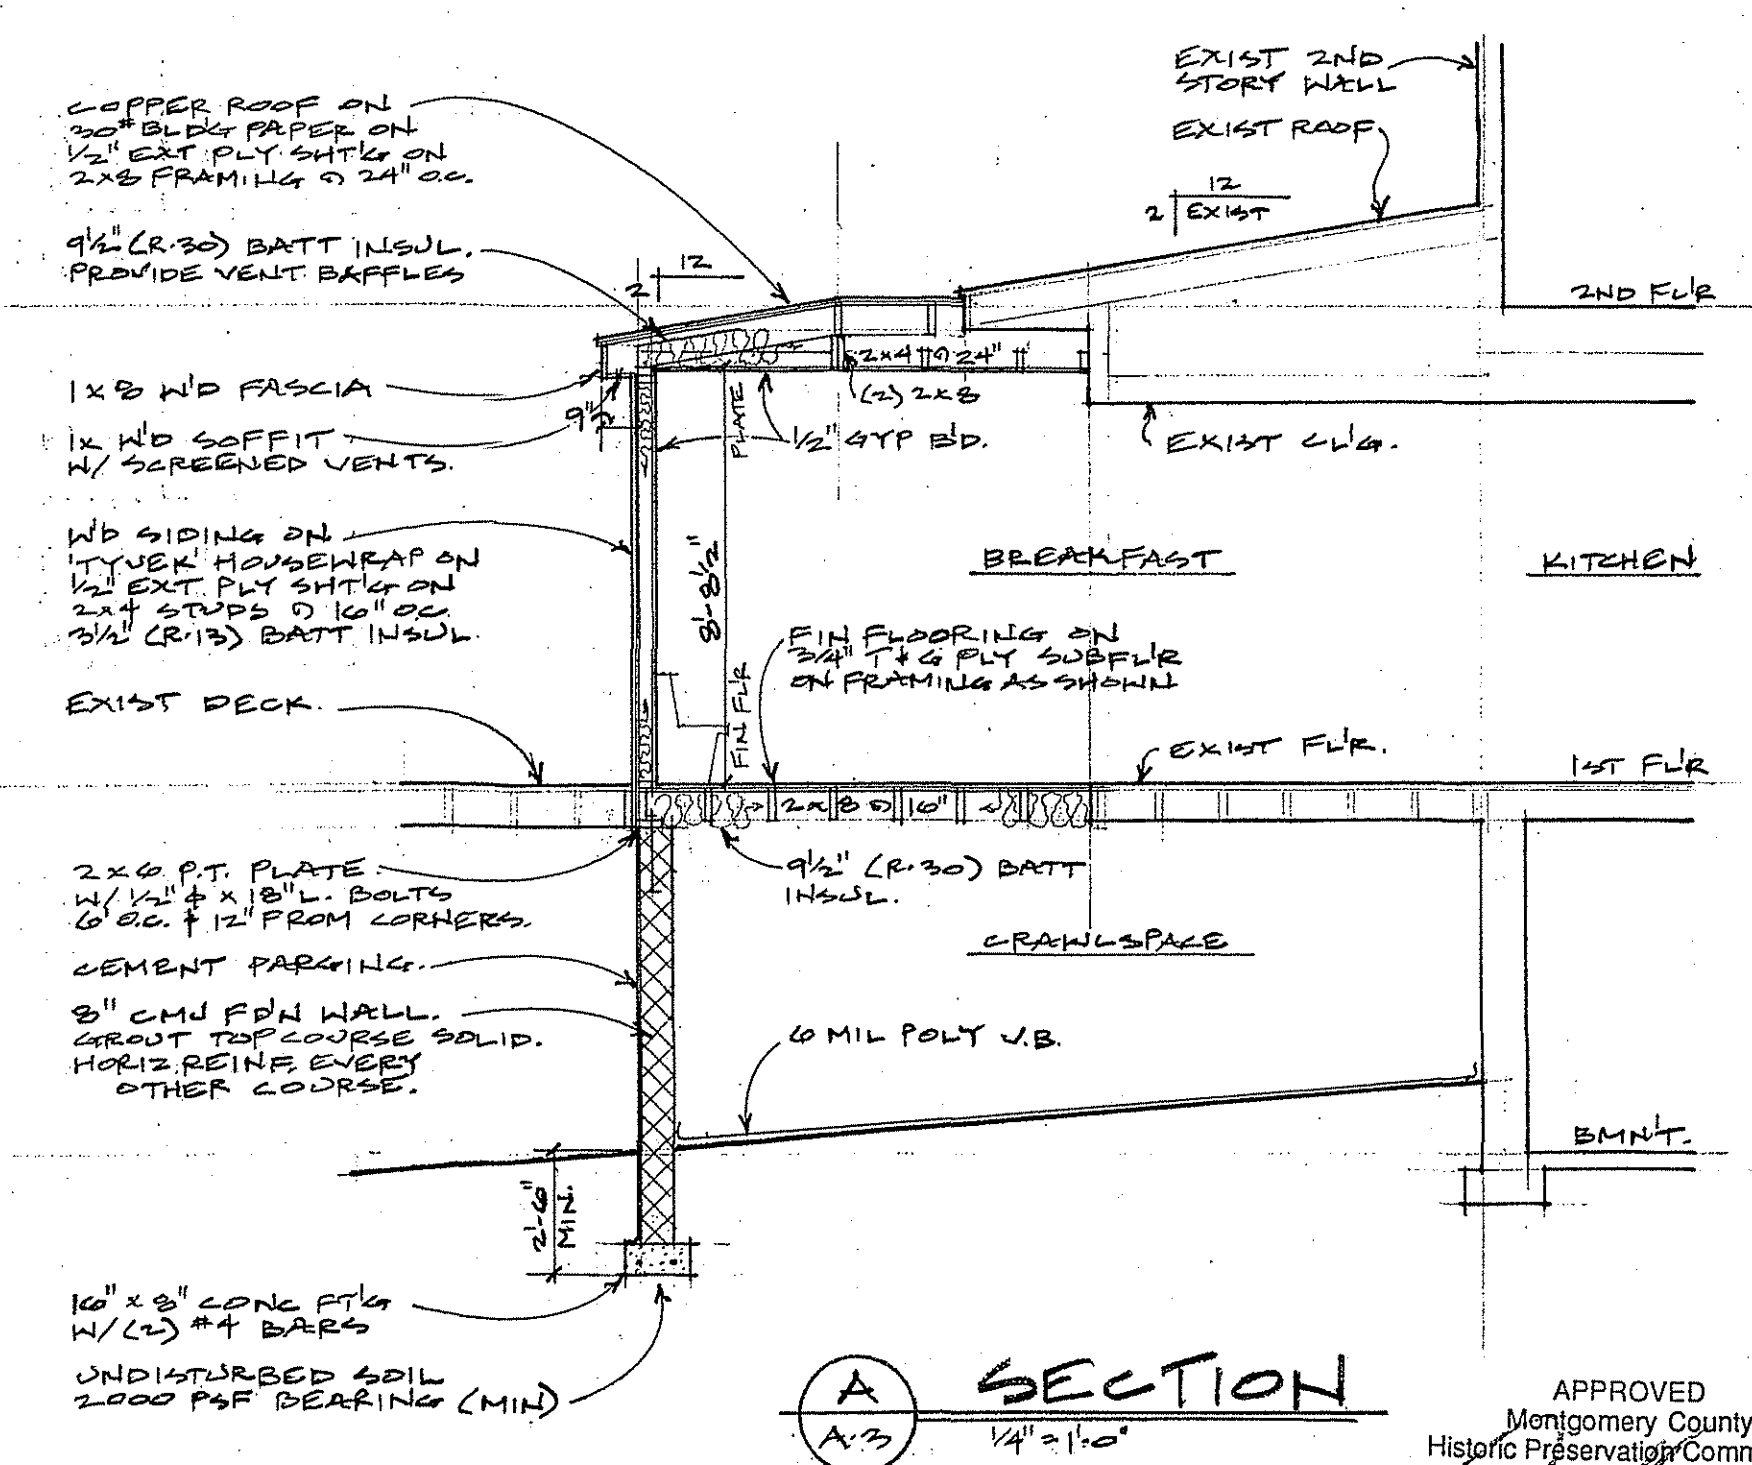 COPPER ROOF ON
30# BLD'G PAPER ON
1/2" EXT PLY SHT'G ON
2x8 FRAMING @ 24" O.C.
9 1/2" (R-30) BATT INSUL.
PROVIDE VENT BAFFLES
1 x 8 W'D FASCIA
1x W'D SOFFIT
W/ SCREENED VENTS.
W'D SIDING ON
'TYVEK' HOUSEWRAP ON
1/2" EXT PLY SHT'G ON
2x4 STUDS @ 16" OC.
3 1/2" (R-13) BATT INSUL.
EXIST DECK.
2x6 P.T. PLATE
W/ 1/2" φ x 18" L. BOLTS
6' O.C. & 12" FROM CORNERS.
CEMENT PARGING.
8" CMU FD'N WALL.
GROUT TOP COURSE SOLID.
HORIZ REINF. EVERY
OTHER COURSE.
16" x 8" CONC FT'G
W/ (2) #4 BARS
UNDISTURBED SOIL
2000 PSF BEARING (MIN)
EXIST 2ND
STORY WALL
EXIST ROOF
12
2 EXIST
12
2
2ND FL'R
2x4 @ 24"
(2) 2x8
9"
PLATE
1/2" GYP B'D.
EXIST CL'G.
BREAKFAST
KITCHEN
8'-8 1/2"
FIN FLOORING ON
3/4" T & G PLY SUBFL'R
ON FRAMING AS SHOWN
FIN FL'R
EXIST FL'R.
1ST FL'R
2x8 @ 16"
9 1/2" (R-30) BATT
INSUL.
CRAWLSPACE
6 MIL POLY V.B.
BMN'T.
2'-6"
MIN.
A
A-3
SECTION
1/4" = 1'-0"
APPROVED
Montgomery County
Historic Preservation Comm